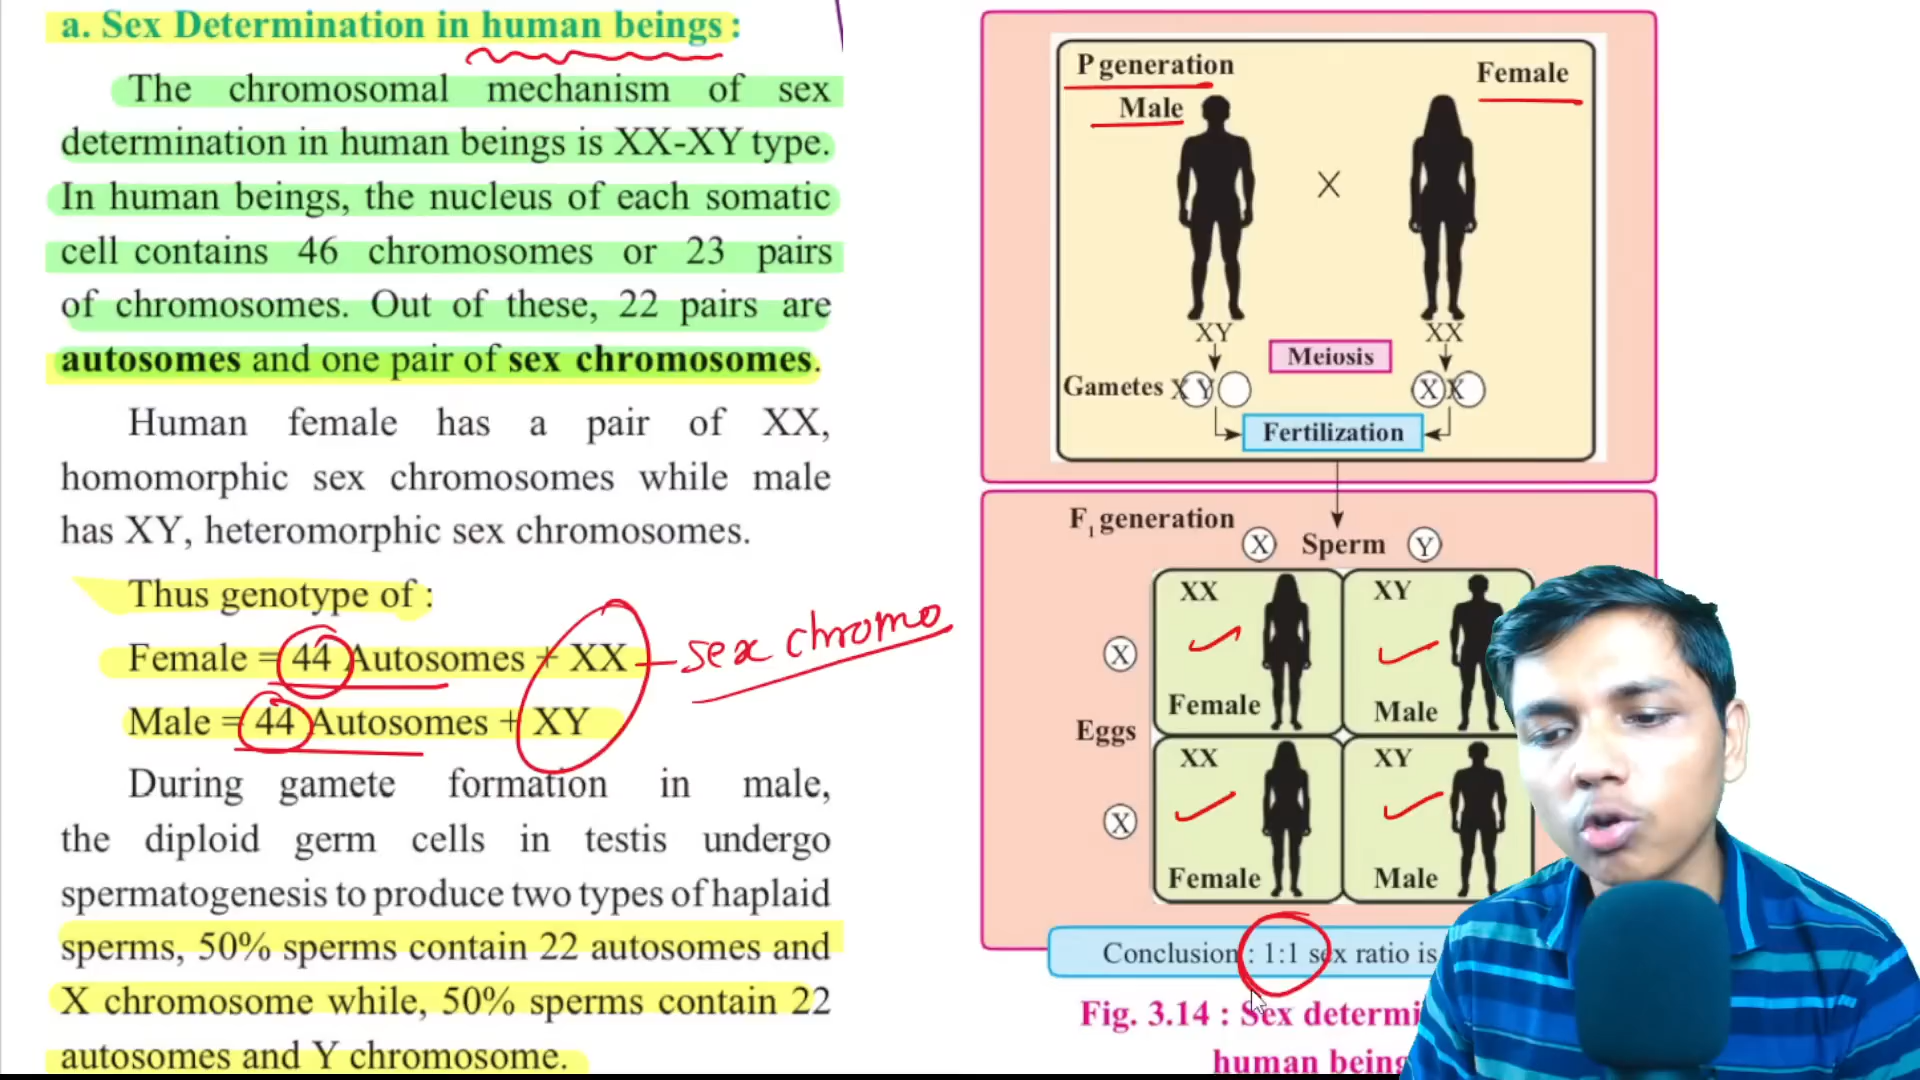 a. Sex Determination in human beings :
The chromosomal mechanism of sex
determination in human beings is XX-XY type.
In human beings, the nucleus of each somatic
cell contains 46 chromosomes or 23 pairs
of chromosomes. Out of these, 22 pairs are
autosomes and one pair of sex chromosomes.
Human female has a pair of XX,
homomorphic sex chromosomes while male
has XY, heteromorphic sex chromosomes.
Thus genotype of :
Female = 44 Autosomes + XX
sex chromo
Male = 44 Autosomes + XY
During gamete formation in male,
the diploid germ cells in testis undergo
spermatogenesis to produce two types of haplaid
sperms, 50% sperms contain 22 autosomes and
X chromosome while, 50% sperms contain 22
autosomes and Y chromosome.
P generation
Male
Female
X
XY
XX
Meiosis
Gametes X Y
X X
Fertilization
F1 generation
X Sperm Y
XX
XY
X
Female
Male
Eggs
XX
XY
X
Female
Male
Conclusion : 1:1 sex ratio is
Fig. 3.14 : Sex determi
human being